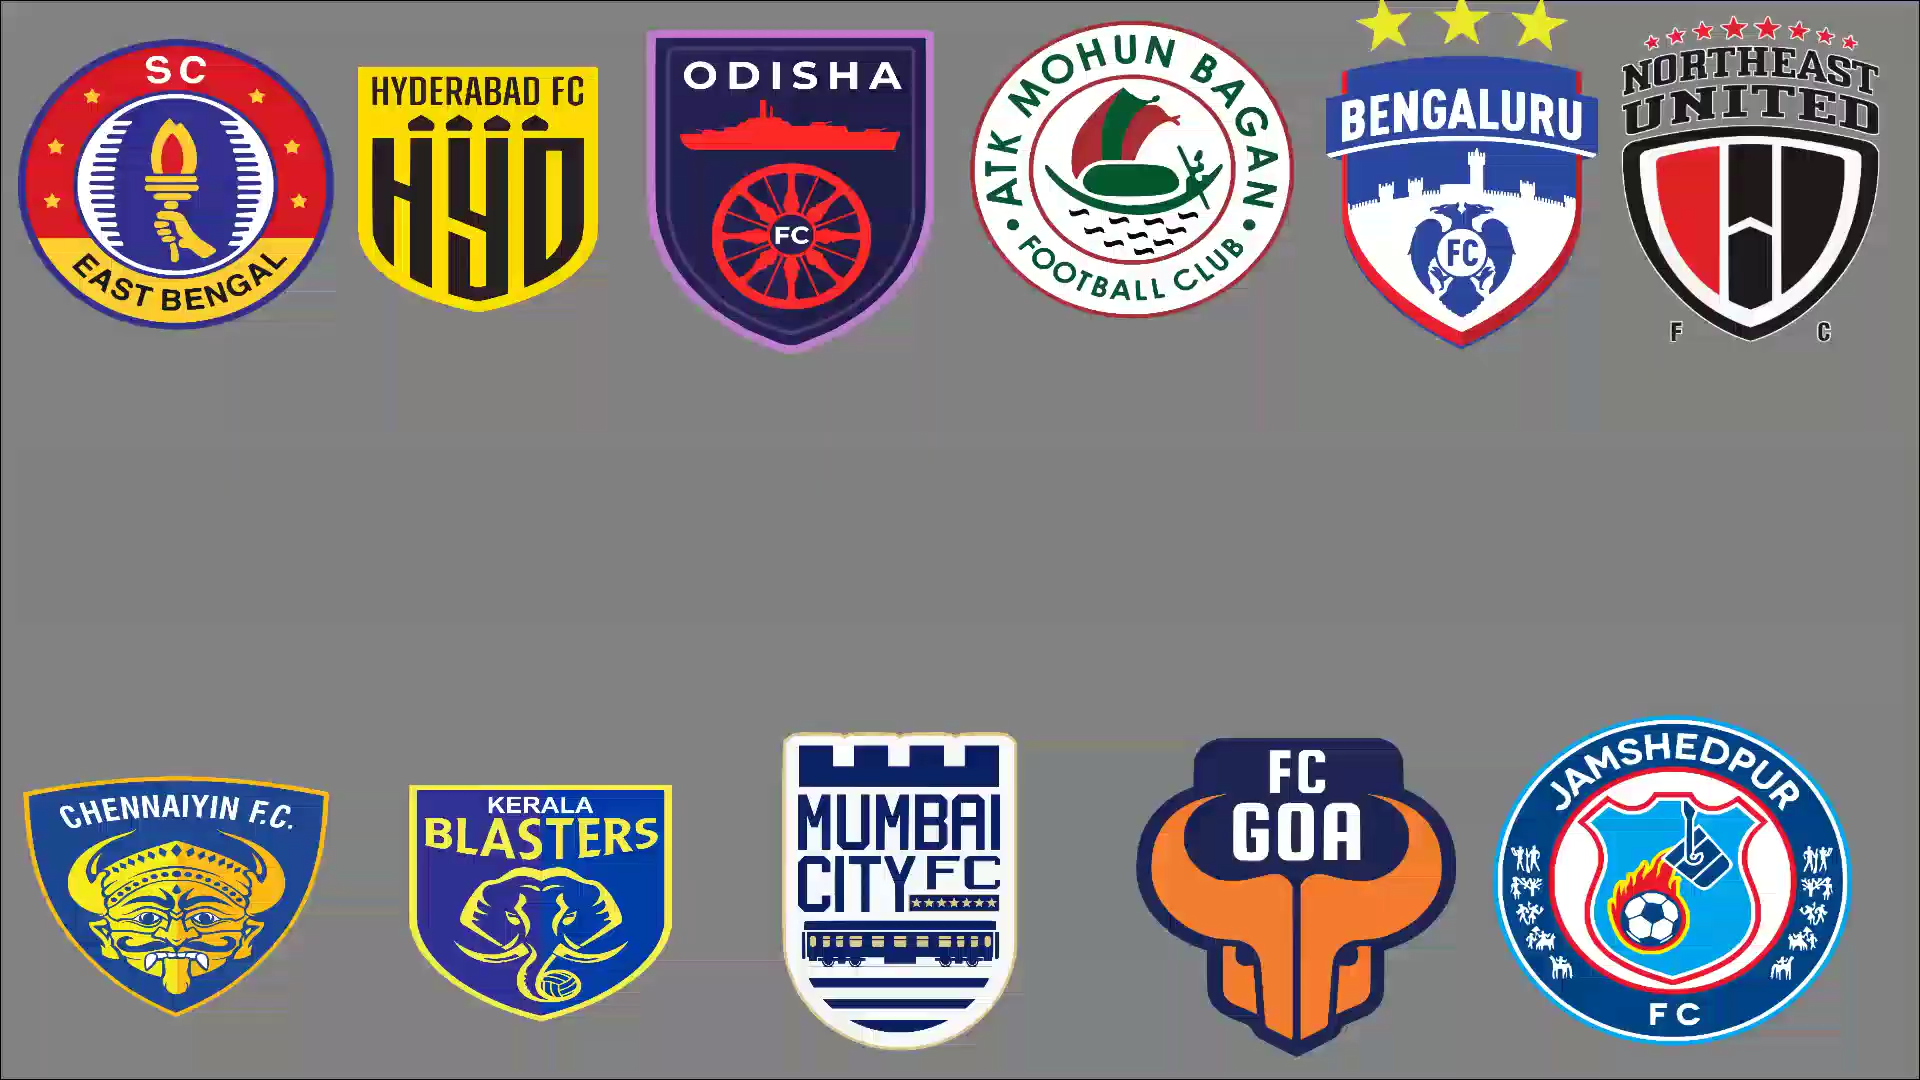 SC
EAST BENGAL
HYDERABAD FC
HYD
ODISHA
FC
ATK MOHUN BAGAN
• FOOTBALL CLUB •
BENGALURU
FC
NORTHEAST
UNITED
F C
CHENNAIYIN F.C.
KERALA
BLASTERS
MUMBAI
CITY FC
FC
GOA
JAMSHEDPUR
FC